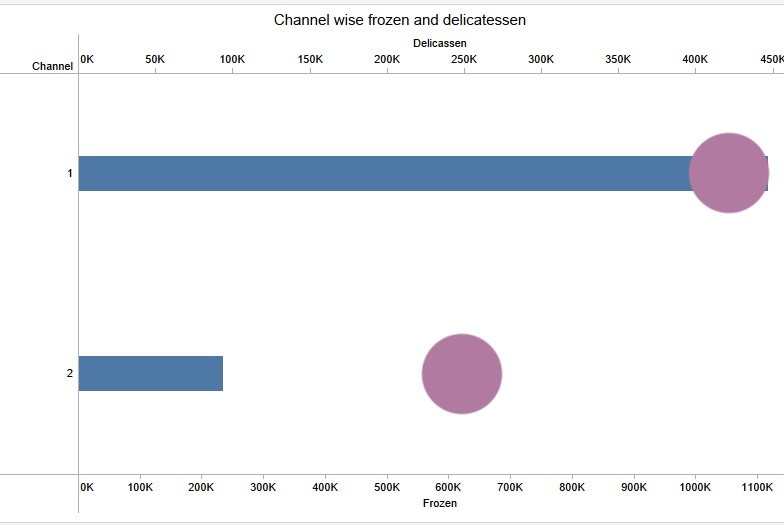 Channel wise frozen and delicatessen
Delicassen
0K 50K 100K 150K 200K 250K 300K 350K 400K 450K
Channel
1
2
0K 100K 200K 300K 400K 500K 600K 700K 800K 900K 1000K 1100K
Frozen